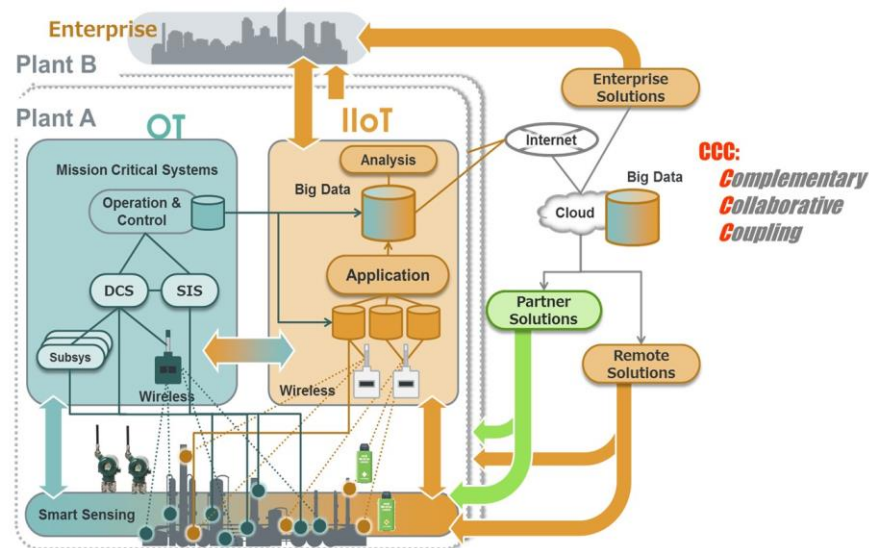 Enterprise
Plant B
Plant A
OT
IIoT
Mission Critical Systems
Operation &
Control
DCS
SIS
Subsys
Wireless
Analysis
Big Data
Application
Wireless
Smart Sensing
Enterprise
Solutions
Internet
Big Data
Cloud
Partner
Solutions
Remote
Solutions
CCC:
Complementary
Collaborative
Coupling